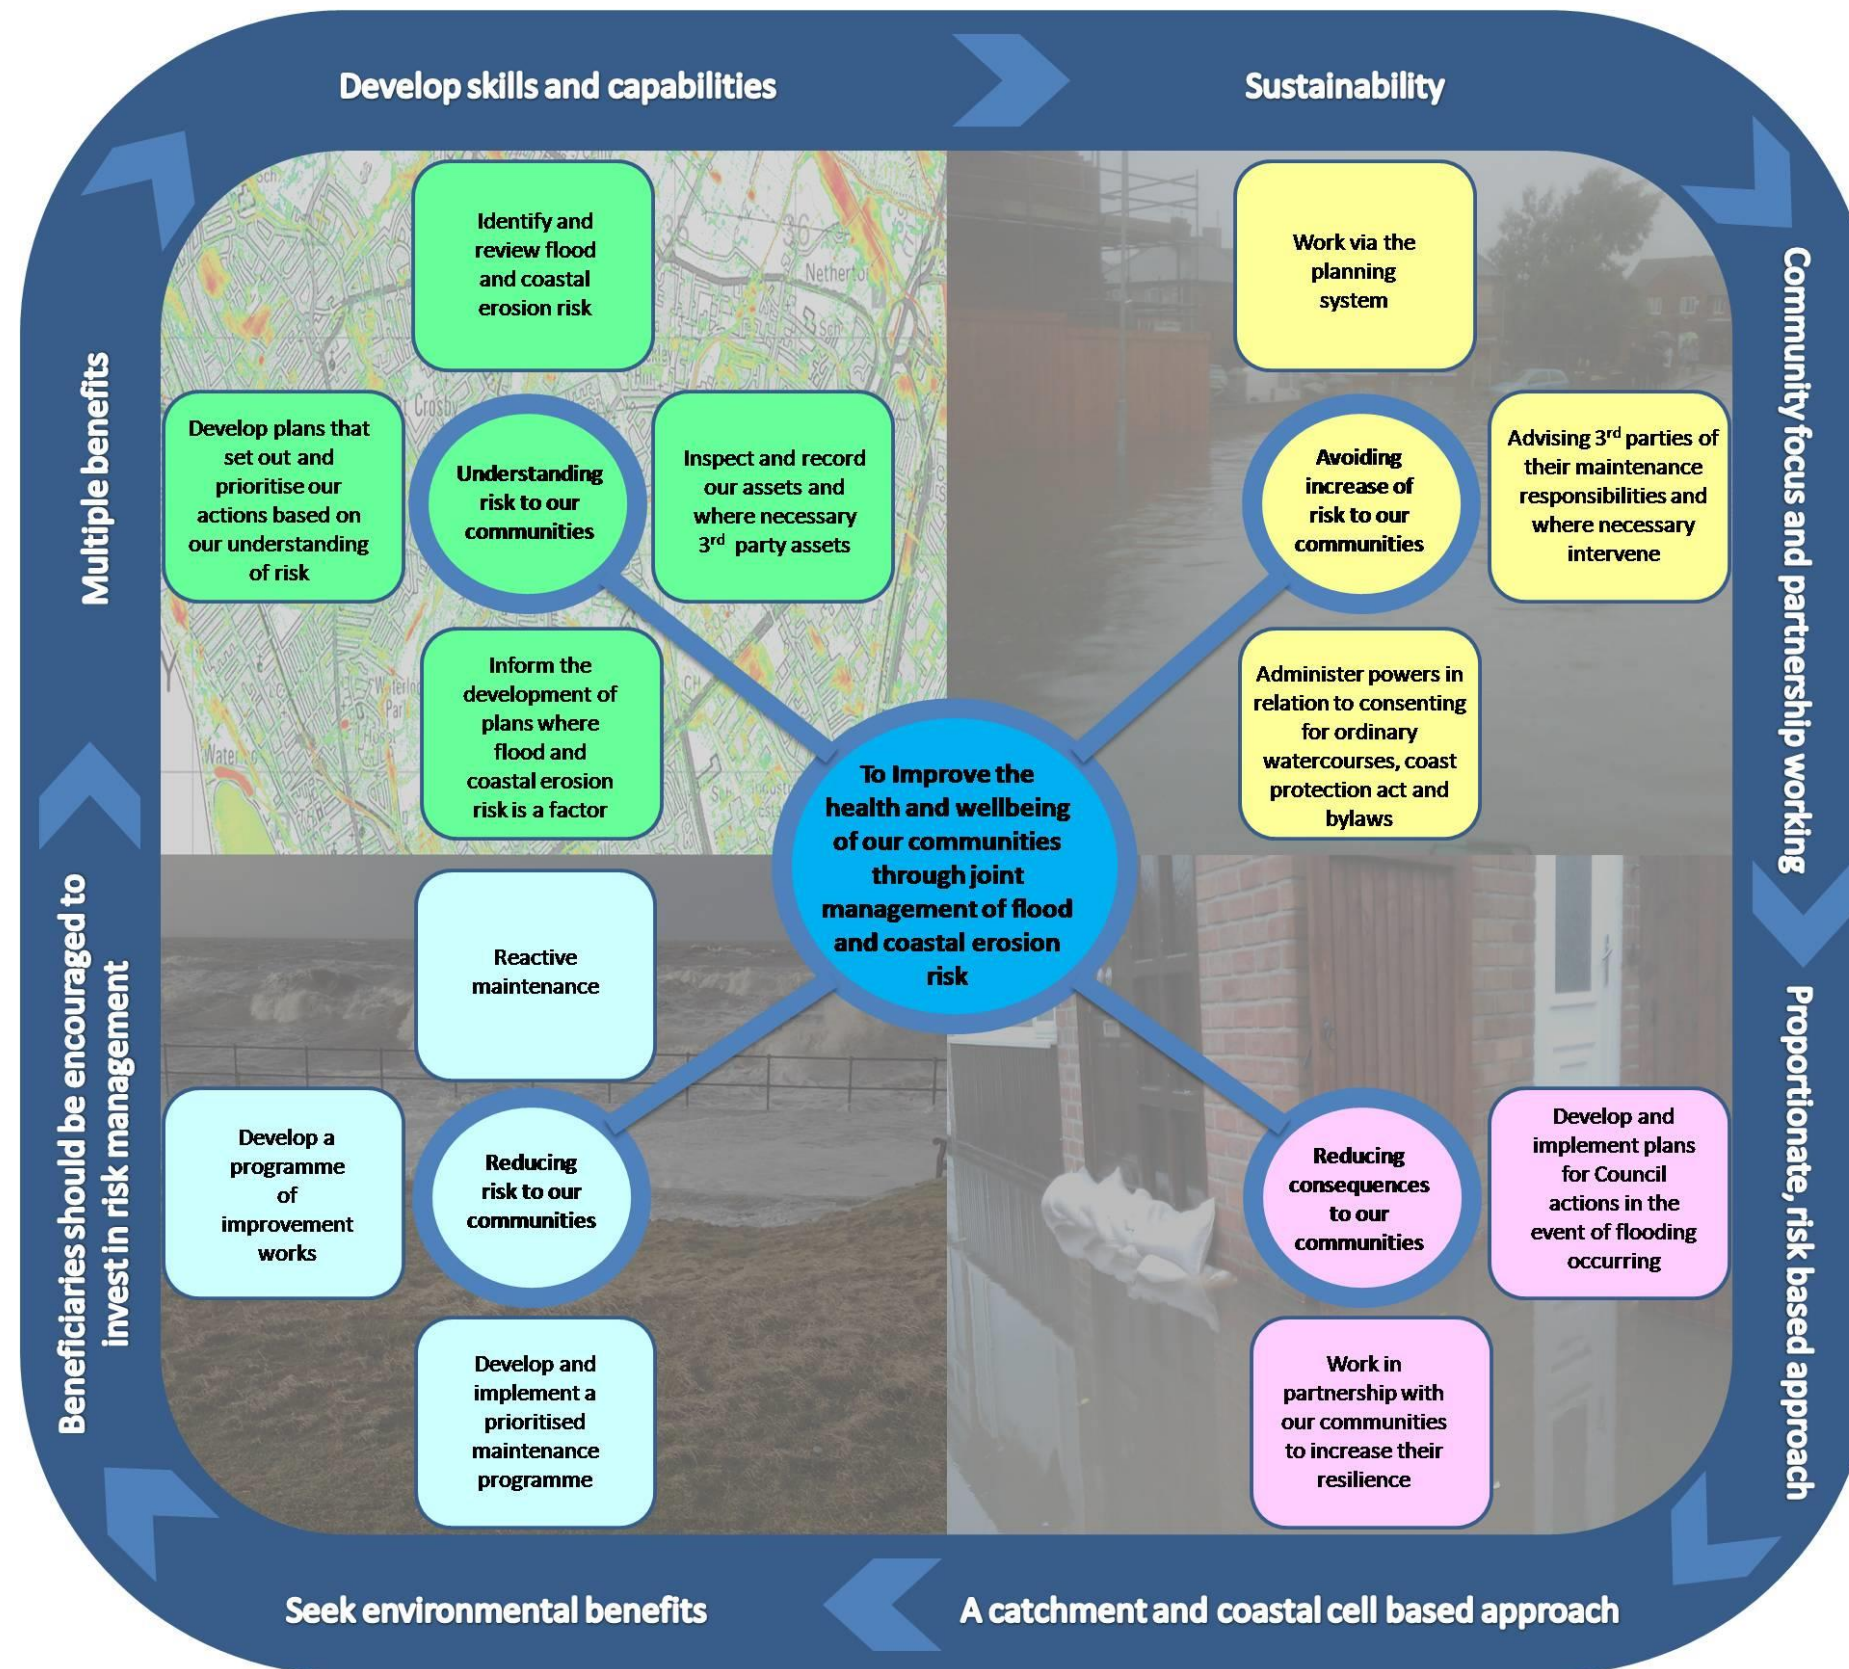 Develop skills and capabilities
Sustainability
Community focus and partnership working
Proportionate, risk based approach
A catchment and coastal cell based approach
Seek environmental benefits
Beneficiaries should be encouraged to
invest in risk management
Multiple benefits
Identify and
review flood
and coastal
erosion risk
Develop plans that
set out and
prioritise our
actions based on
our understanding
of risk
Understanding
risk to our
communities
Inspect and record
our assets and
where necessary
3rd party assets
Inform the
development of
plans where
flood and
coastal erosion
risk is a factor
Work via the
planning
system
Avoiding
increase of
risk to our
communities
Advising 3rd parties of
their maintenance
responsibilities and
where necessary
intervene
Administer powers in
relation to consenting
for ordinary
watercourses, coast
protection act and
bylaws
To Improve the
health and wellbeing
of our communities
through joint
management of flood
and coastal erosion
risk
Reactive
maintenance
Develop a
programme
of
improvement
works
Reducing
risk to our
communities
Develop and
implement a
prioritised
maintenance
programme
Reducing
consequences
to our
communities
Develop and
implement plans
for Council
actions in the
event of flooding
occurring
Work in
partnership with
our communities
to increase their
resilience
Netherto
Crosby
35
36
Sch
Water